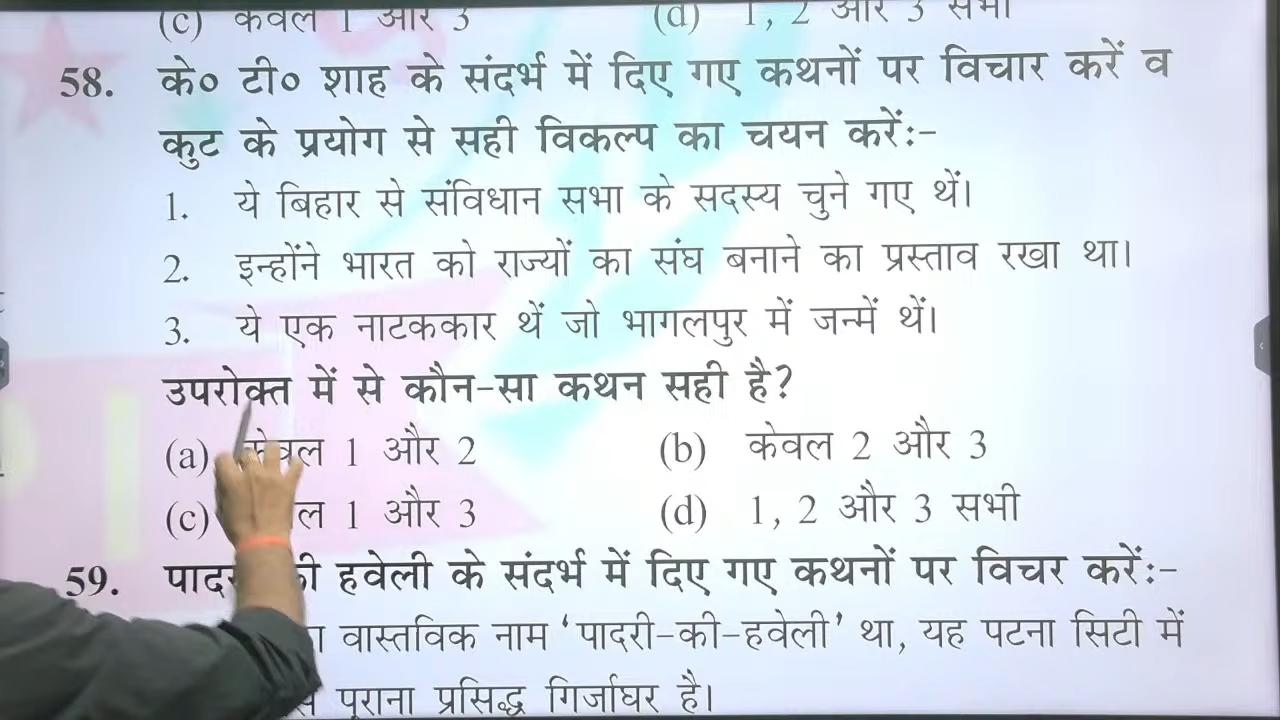 (c) केवल 1 और 3 (d) 1, 2 और 3 सभी
58. के० टी० शाह के संदर्भ में दिए गए कथनों पर विचार करें व
कुट के प्रयोग से सही विकल्प का चयन करें:-
1. ये बिहार से संविधान सभा के सदस्य चुने गए थें।
2. इन्होंने भारत को राज्यों का संघ बनाने का प्रस्ताव रखा था।
3. ये एक नाटककार थें जो भागलपुर में जन्में थें।
उपरोक्त में से कौन-सा कथन सही है?
(a) केवल 1 और 2 (b) केवल 2 और 3
(c) 1 और 3 (d) 1, 2 और 3 सभी
59. हवेली के संदर्भ में दिए गए कथनों पर विचर करें:-
वास्तविक नाम 'पादरी-की-हवेली' था, यह पटना सिटी में
पूराना प्रसिद्ध गिर्जाघर है।